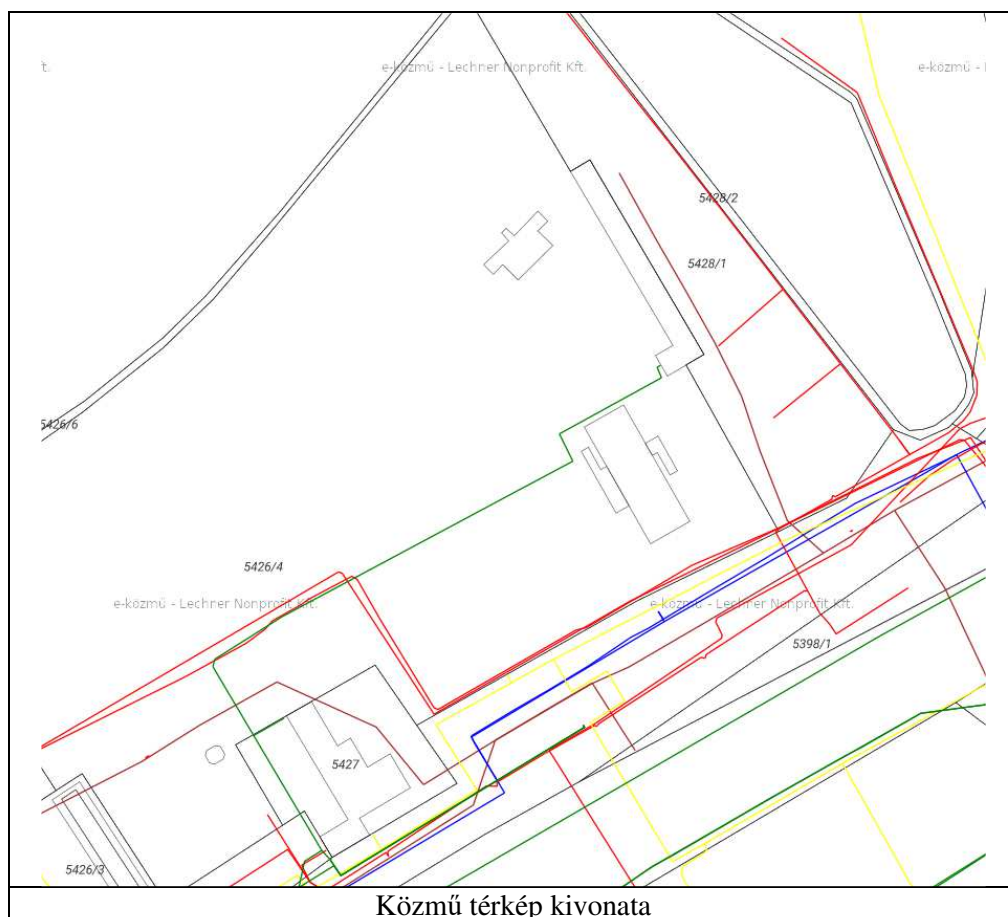 t.
e-közmű - Lechner Nonprofit Kft.
e-közmű - l
5428/2
5428/1
5426/6
5426/4
e-közmű - Lechner Nonprofit Kft.
e-közmű - Lechner Nonprofit Kft.
5398/1
5427
5426/3
Közmű térkép kivonata